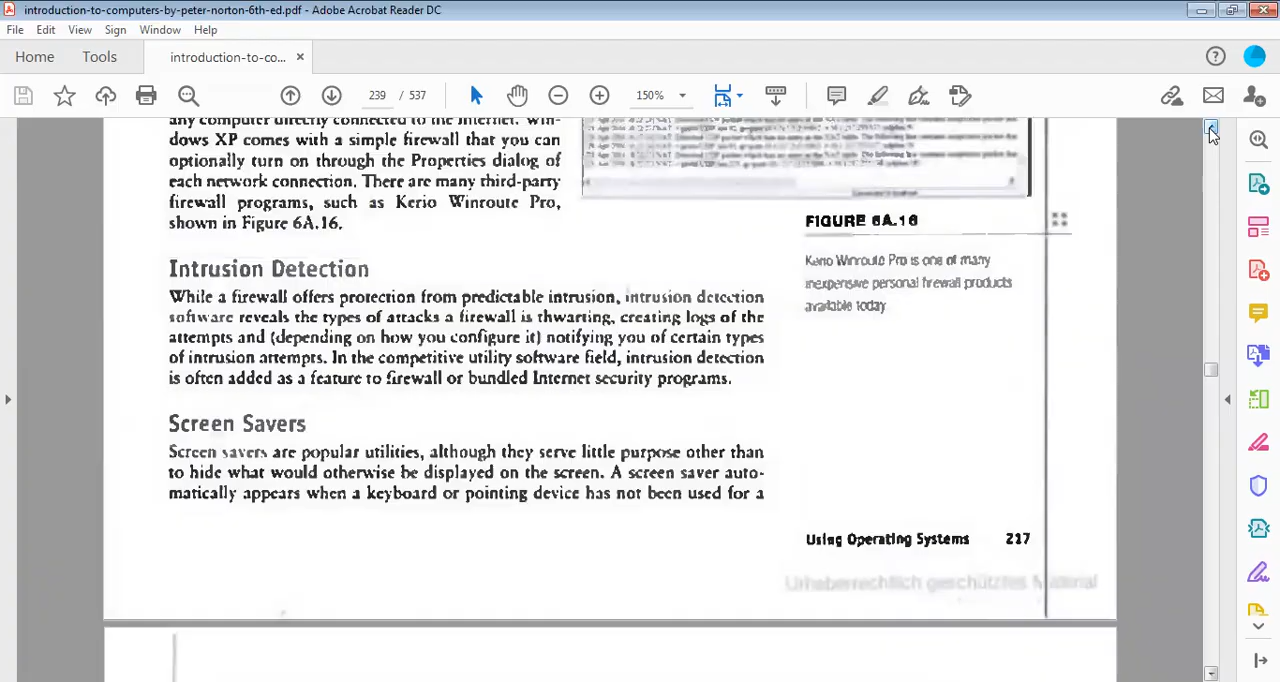 introduction-to-computers-by-peter-norton-6th-ed.pdf - Adobe Acrobat Reader DC
File Edit View Sign Window Help
Home Tools introduction-to-co... ×
239 / 537 150%
any computer directly connected to the Internet. Win-
dows XP comes with a simple firewall that you can
optionally turn on through the Properties dialog of
each network connection. There are many third-party
firewall programs, such as Kerio Winroute Pro,
shown in Figure 6A.16.
FIGURE 6A.16
Kerio Winroute Pro is one of many
inexpensive personal firewall products
available today
Intrusion Detection
While a firewall offers protection from predictable intrusion, intrusion detection
software reveals the types of attacks a firewall is thwarting, creating logs of the
attempts and (depending on how you configure it) notifying you of certain types
of intrusion attempts. In the competitive utility software field, intrusion detection
is often added as a feature to firewall or bundled Internet security programs.
Screen Savers
Screen savers are popular utilities, although they serve little purpose other than
to hide what would otherwise be displayed on the screen. A screen saver auto-
matically appears when a keyboard or pointing device has not been used for a
Using Operating Systems 217
Urheberrechtlich geschütztes Material